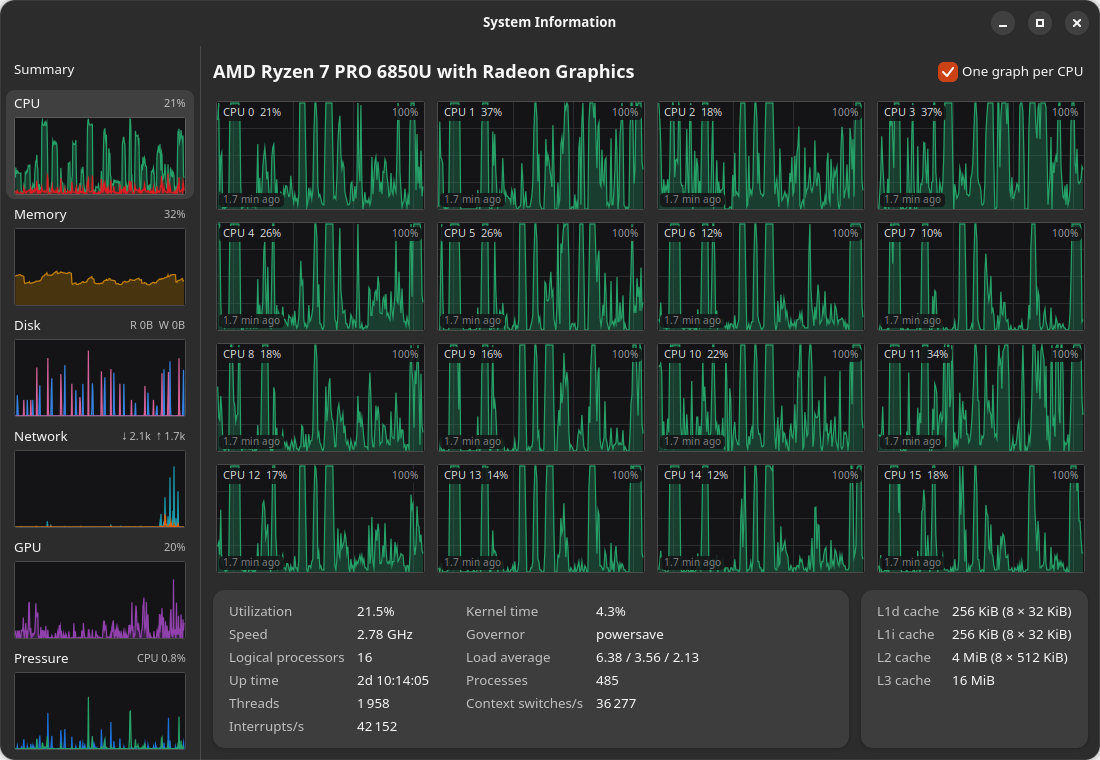 System Information
Summary
CPU 21%
Memory 32%
Disk R 0B W 0B
Network ↓ 2.1k ↑ 1.7k
GPU 20%
Pressure CPU 0.8%
AMD Ryzen 7 PRO 6850U with Radeon Graphics
One graph per CPU
CPU 0 21% 100%
1.7 min ago
CPU 1 37% 100%
1.7 min ago
CPU 2 18% 100%
1.7 min ago
CPU 3 37% 100%
1.7 min ago
CPU 4 26% 100%
1.7 min ago
CPU 5 26% 100%
1.7 min ago
CPU 6 12% 100%
1.7 min ago
CPU 7 10% 100%
1.7 min ago
CPU 8 18% 100%
1.7 min ago
CPU 9 16% 100%
1.7 min ago
CPU 10 22% 100%
1.7 min ago
CPU 11 34% 100%
1.7 min ago
CPU 12 17% 100%
1.7 min ago
CPU 13 14% 100%
1.7 min ago
CPU 14 12% 100%
1.7 min ago
CPU 15 18% 100%
1.7 min ago
Utilization 21.5%
Speed 2.78 GHz
Logical processors 16
Up time 2d 10:14:05
Threads 1 958
Interrupts/s 42 152
Kernel time 4.3%
Governor powersave
Load average 6.38 / 3.56 / 2.13
Processes 485
Context switches/s 36 277
L1d cache 256 KiB (8 × 32 KiB)
L1i cache 256 KiB (8 × 32 KiB)
L2 cache 4 MiB (8 × 512 KiB)
L3 cache 16 MiB